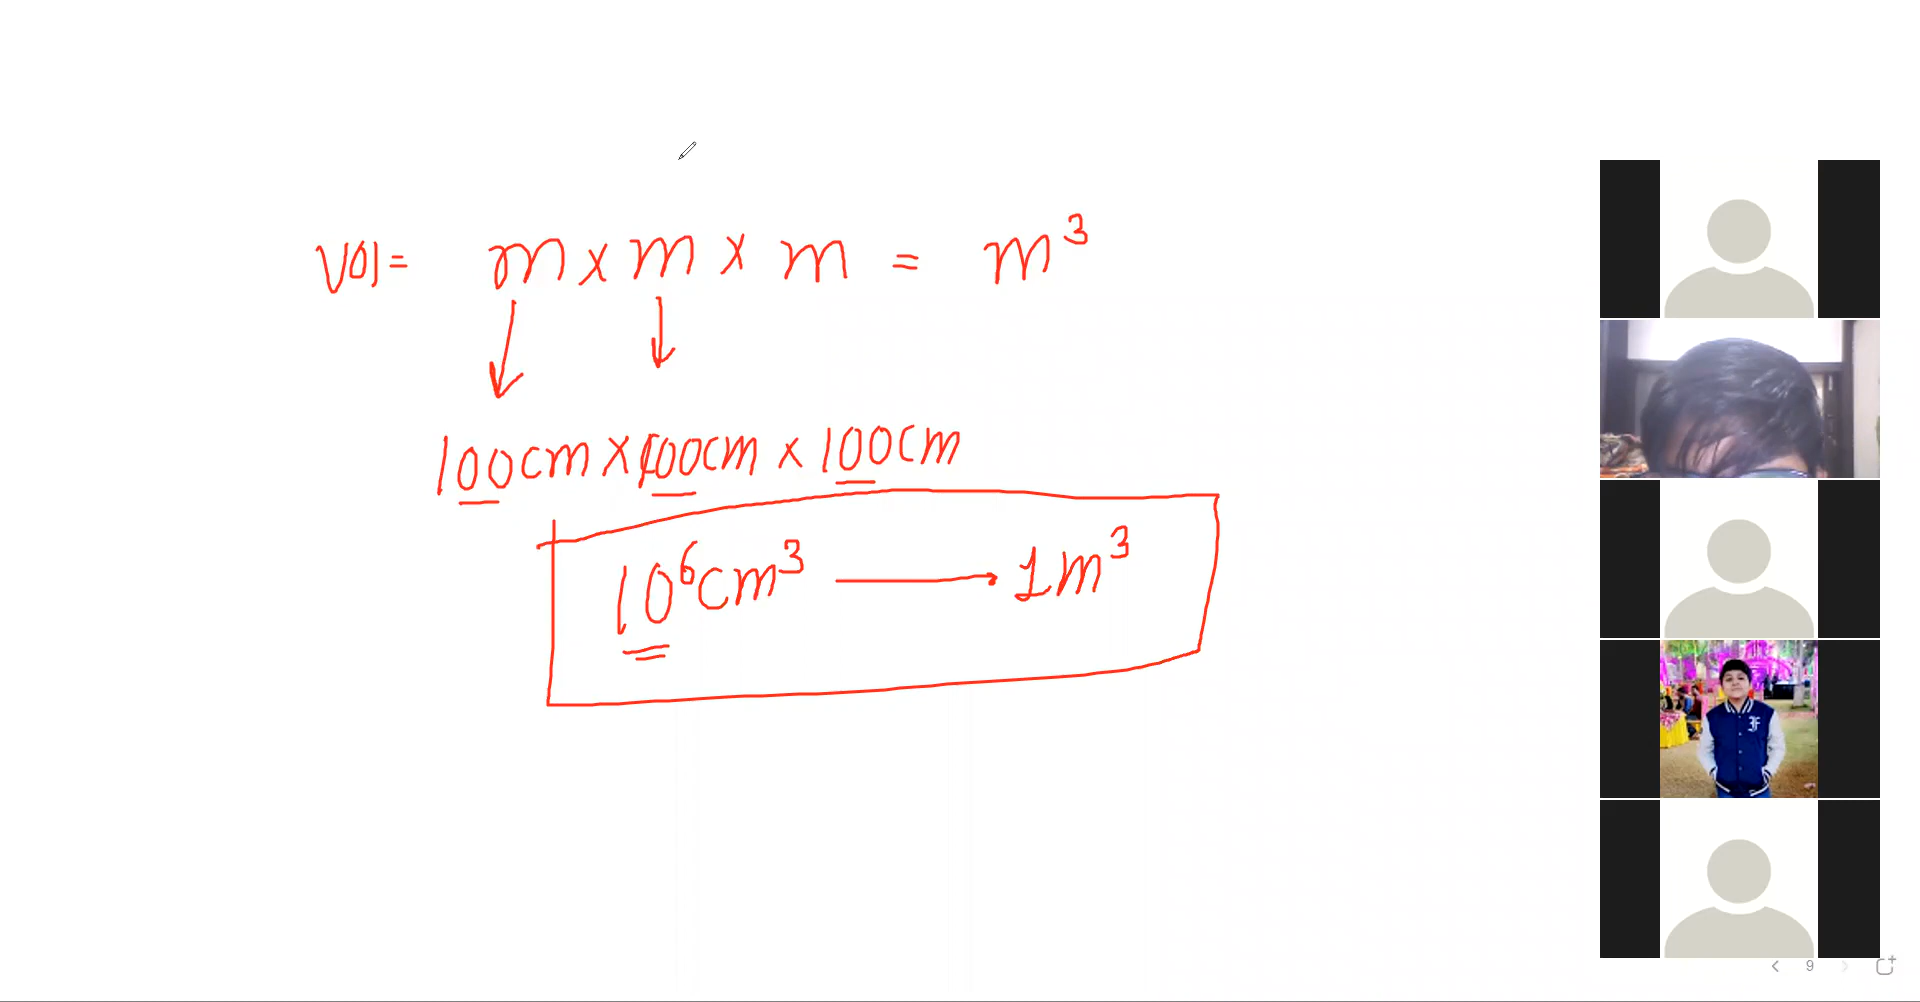 Vol = m x m x m = m³
100cm x 100cm x 100cm
10⁶cm³ → 1m³
F
9